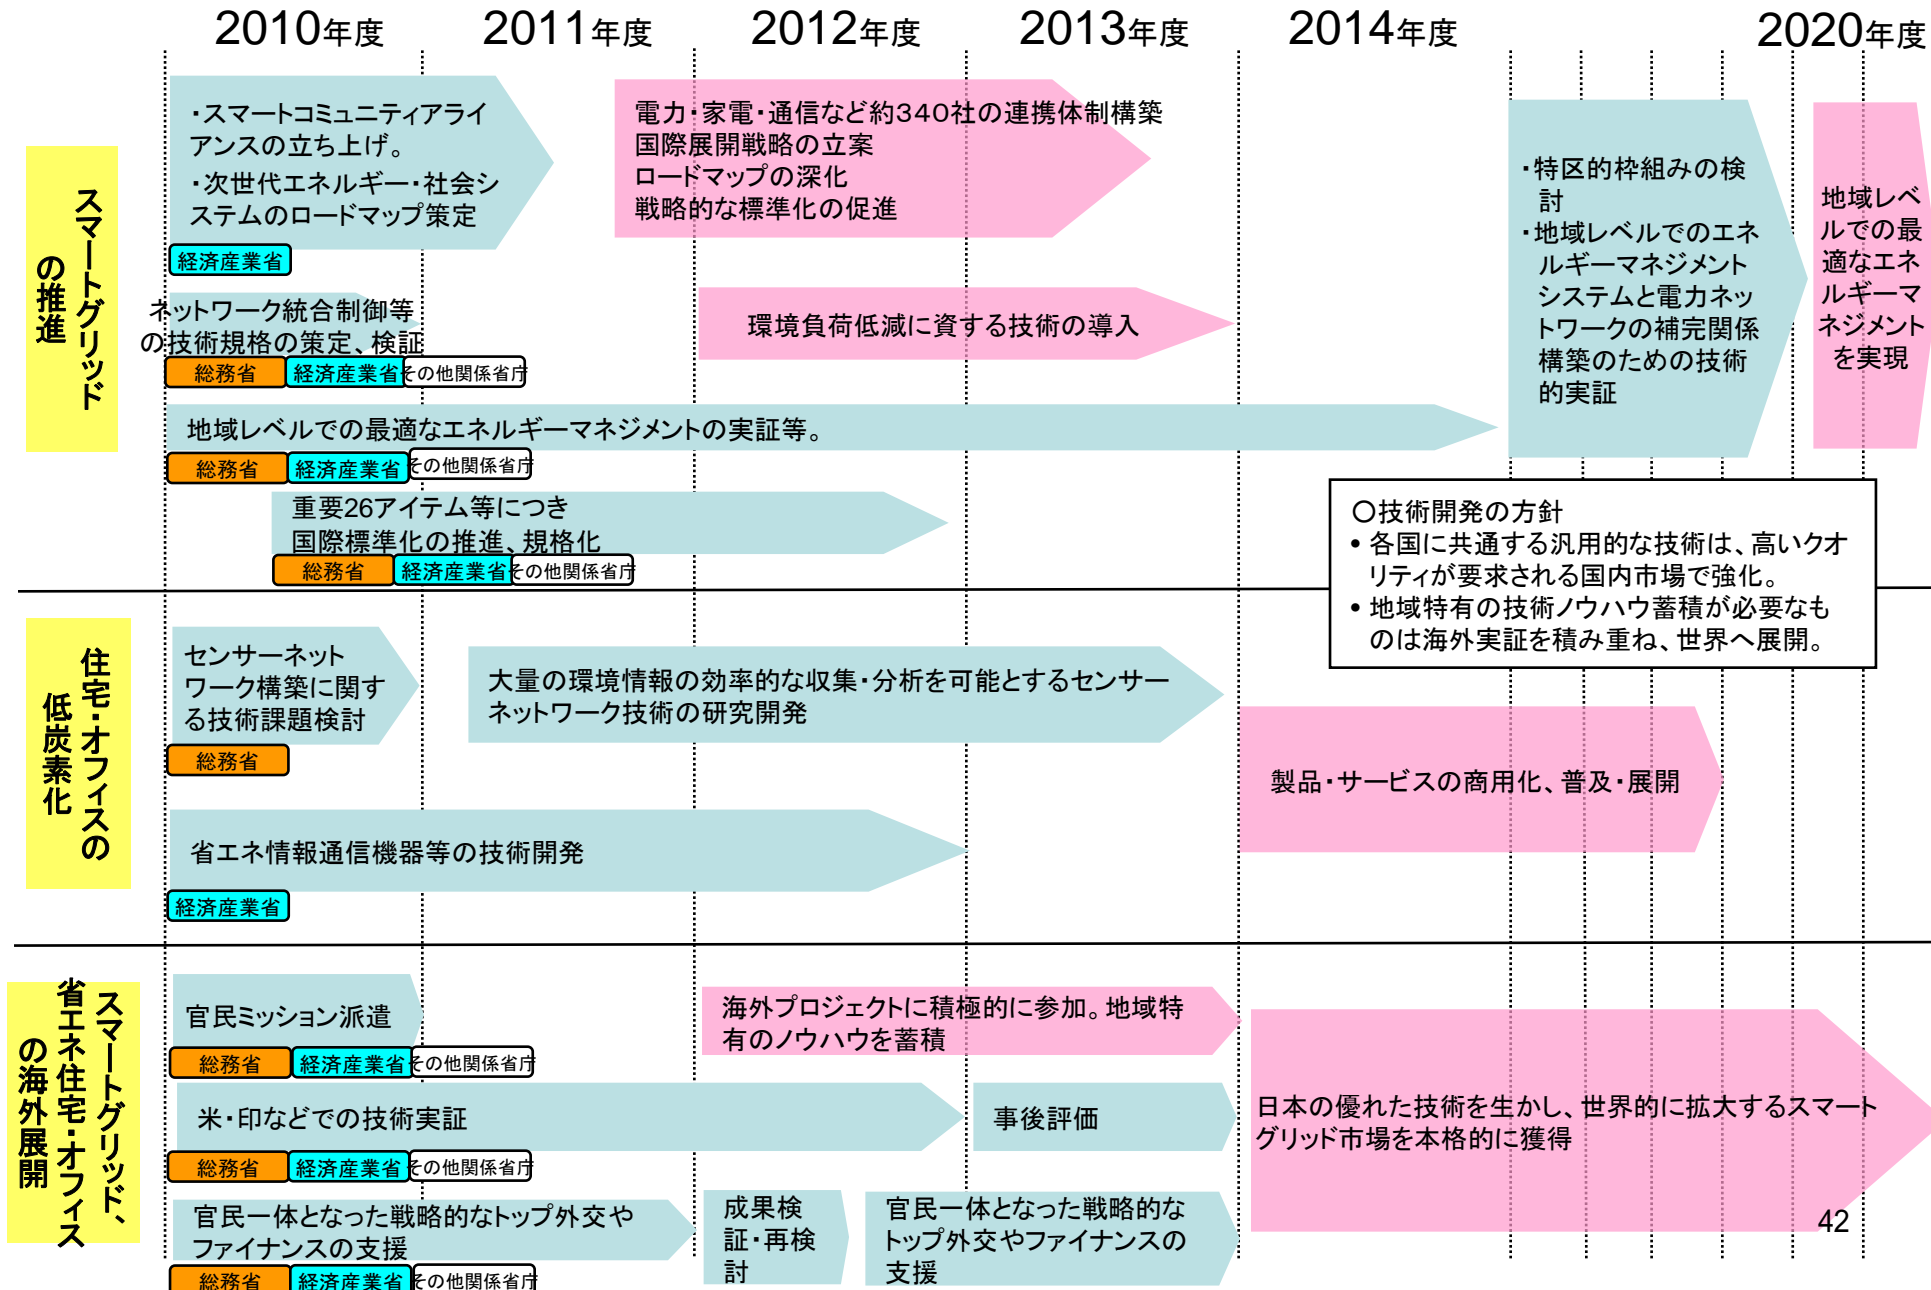 2010年度 2011年度 2012年度 2013年度 2014年度 2020年度
スマートグリッド
の推進
・スマートコミュニティアライ
アンスの立ち上げ。
・次世代エネルギー・社会シ
ステムのロードマップ策定
経済産業省
電力・家電・通信など約340社の連携体制構築
国際展開戦略の立案
ロードマップの深化
戦略的な標準化の促進
ネットワーク統合制御等
の技術規格の策定、検証
総務省 経済産業省 その他関係省庁
環境負荷低減に資する技術の導入
地域レベルでの最適なエネルギーマネジメントの実証等。
総務省 経済産業省 その他関係省庁
重要26アイテム等につき
国際標準化の推進、規格化
総務省 経済産業省 その他関係省庁
・特区的枠組みの検
討
・地域レベルでのエネ
ルギーマネジメント
システムと電力ネッ
トワークの補完関係
構築のための技術
的実証
地域レベ
ルでの最
適なエネ
ルギーマ
ネジメント
を実現
○技術開発の方針
• 各国に共通する汎用的な技術は、高いクオ
リティが要求される国内市場で強化。
• 地域特有の技術ノウハウ蓄積が必要なも
のは海外実証を積み重ね、世界へ展開。
住宅・オフィスの
低炭素化
センサーネット
ワーク構築に関す
る技術課題検討
総務省
大量の環境情報の効率的な収集・分析を可能とするセンサー
ネットワーク技術の研究開発
製品・サービスの商用化、普及・展開
省エネ情報通信機器等の技術開発
経済産業省
スマートグリッド、
省エネ住宅・オフィス
の海外展開
官民ミッション派遣
総務省 経済産業省 その他関係省庁
海外プロジェクトに積極的に参加。地域特
有のノウハウを蓄積
米・印などでの技術実証
総務省 経済産業省 その他関係省庁
事後評価
日本の優れた技術を生かし、世界的に拡大するスマート
グリッド市場を本格的に獲得
官民一体となった戦略的なトップ外交や
ファイナンスの支援
総務省 経済産業省 その他関係省庁
成果検
証・再検
討
官民一体となった戦略的な
トップ外交やファイナンスの
支援
42